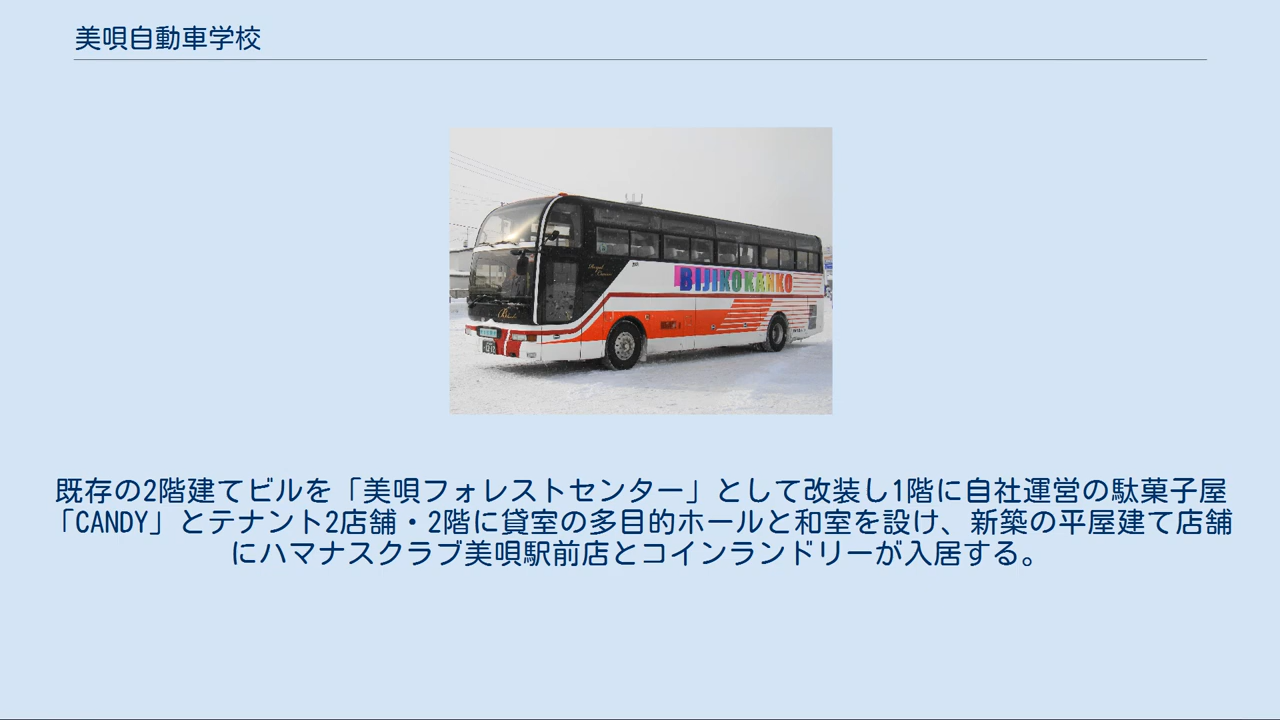 美唄自動車学校
BIJIKOKANKO
既存の2階建てビルを「美唄フォレストセンター」として改装し1階に自社運営の駄菓子屋
「CANDY」とテナント2店舗・2階に貸室の多目的ホールと和室を設け、新築の平屋建て店舗
にハマナスクラブ美唄駅前店とコインランドリーが入居する。